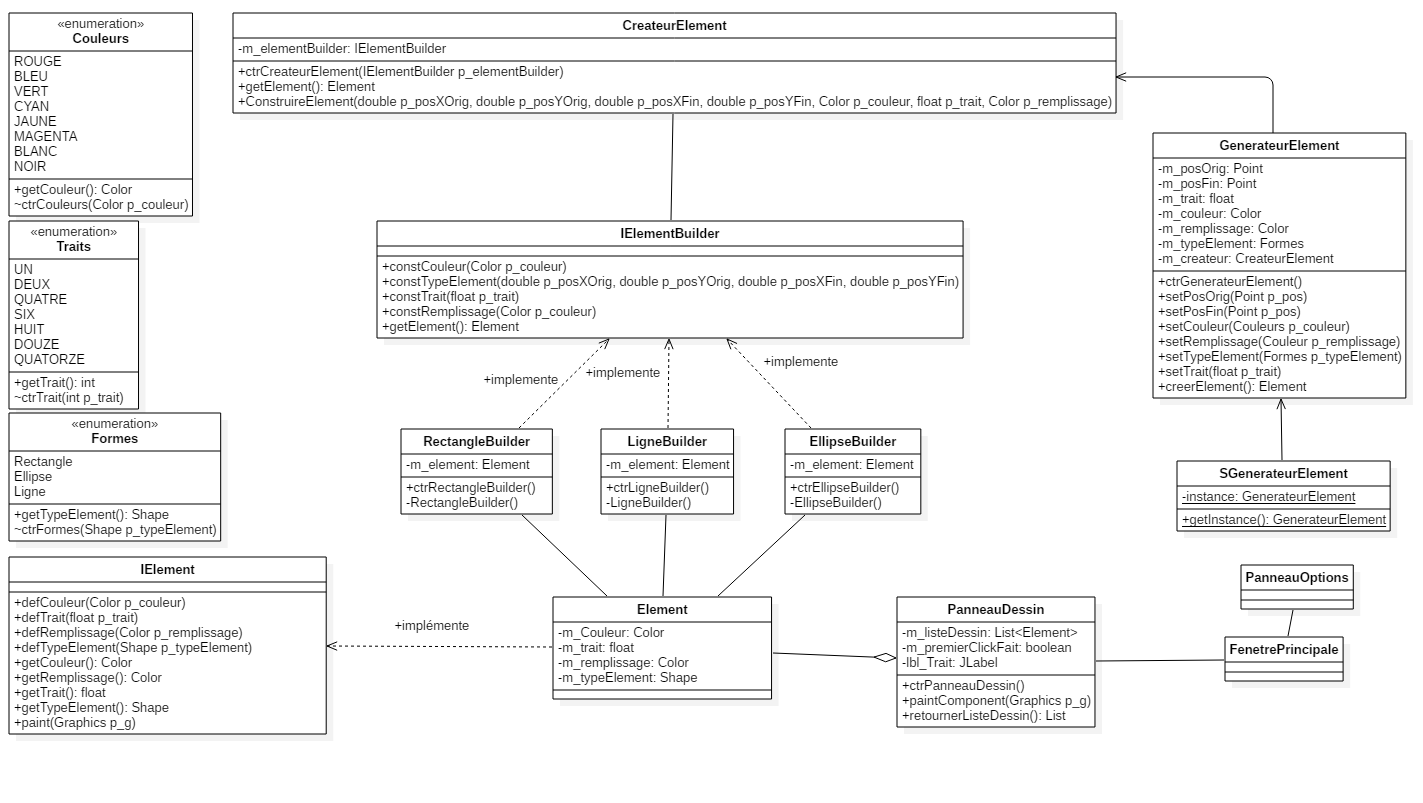 «enumeration»
Couleurs
ROUGE
BLEU
VERT
CYAN
JAUNE
MAGENTA
BLANC
NOIR
+getCouleur(): Color
~ctrCouleurs(Color p_couleur)
«enumeration»
Traits
UN
DEUX
QUATRE
SIX
HUIT
DOUZE
QUATORZE
+getTrait(): int
~ctrTrait(int p_trait)
«enumeration»
Formes
Rectangle
Ellipse
Ligne
+getTypeElement(): Shape
~ctrFormes(Shape p_typeElement)
IElement
+defCouleur(Color p_couleur)
+defTrait(float p_trait)
+defRemplissage(Color p_remplissage)
+defTypeElement(Shape p_typeElement)
+getCouleur(): Color
+getRemplissage(): Color
+getTrait(): float
+getTypeElement(): Shape
+paint(Graphics p_g)
CreateurElement
-m_elementBuilder: IElementBuilder
+ctrCreateurElement(IElementBuilder p_elementBuilder)
+getElement(): Element
+ConstruireElement(double p_posXOrig, double p_posYOrig, double p_posXFin, double p_posYFin, Color p_couleur, float p_trait, Color p_remplissage)
IElementBuilder
+constCouleur(Color p_couleur)
+constTypeElement(double p_posXOrig, double p_posYOrig, double p_posXFin, double p_posYFin)
+constTrait(float p_trait)
+constRemplissage(Color p_couleur)
+getElement(): Element
+implemente
+implemente
+implemente
RectangleBuilder
-m_element: Element
+ctrRectangleBuilder()
-RectangleBuilder()
LigneBuilder
-m_element: Element
+ctrLigneBuilder()
-LigneBuilder()
EllipseBuilder
-m_element: Element
+ctrEllipseBuilder()
-EllipseBuilder()
+implémente
Element
-m_Couleur: Color
-m_trait: float
-m_remplissage: Color
-m_typeElement: Shape
PanneauDessin
-m_listeDessin: List<Element>
-m_premierClickFait: boolean
-lbl_Trait: JLabel
+ctrPanneauDessin()
+paintComponent(Graphics p_g)
+retournerListeDessin(): List
GenerateurElement
-m_posOrig: Point
-m_posFin: Point
-m_trait: float
-m_couleur: Color
-m_remplissage: Color
-m_typeElement: Formes
-m_createur: CreateurElement
+ctrGenerateurElement()
+setPosOrig(Point p_pos)
+setPosFin(Point p_pos)
+setCouleur(Couleurs p_couleur)
+setRemplissage(Couleur p_remplissage)
+setTypeElement(Formes p_typeElement)
+setTrait(float p_trait)
+creerElement(): Element
SGenerateurElement
-instance: GenerateurElement
+getInstance(): GenerateurElement
PanneauOptions
FenetrePrincipale